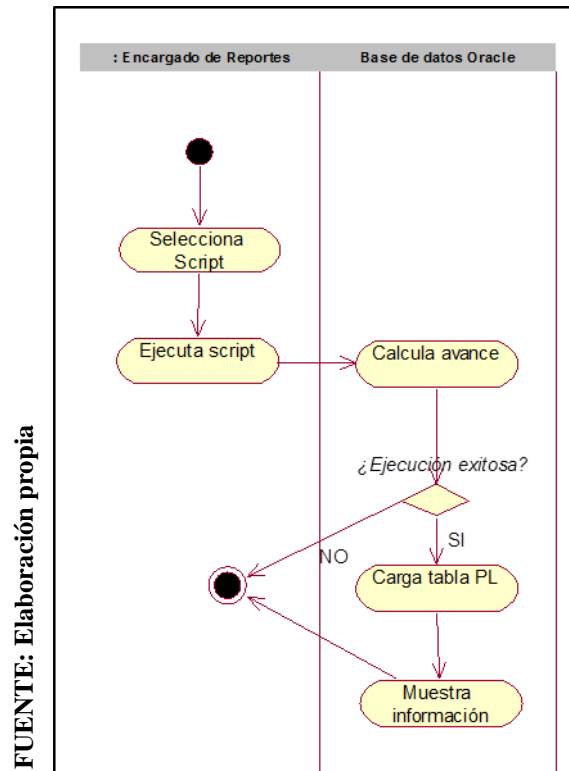 : Encargado de Reportes
Base de datos Oracle
Selecciona
Script
Ejecuta script
Calcula avance
¿Ejecución exitosa?
NO
SI
Carga tabla PL
Muestra
información
FUENTE: Elaboración propia